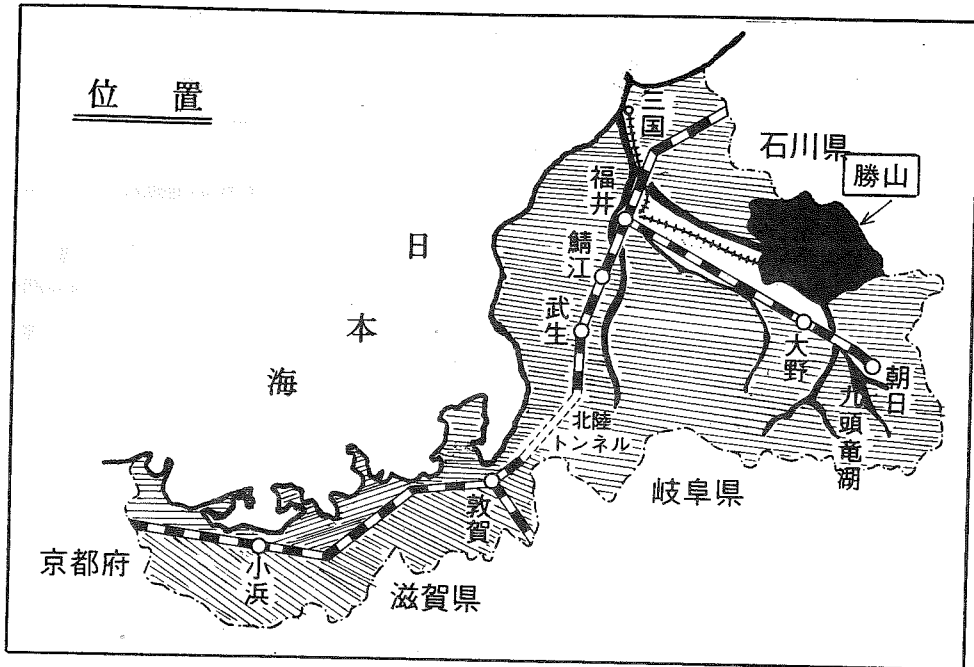 位置
三国
石川県
勝山
福井
日本海
鯖江
武生
大野
朝日
九頭竜湖
北陸
トンネル
岐阜県
敦賀
京都府
小浜
滋賀県